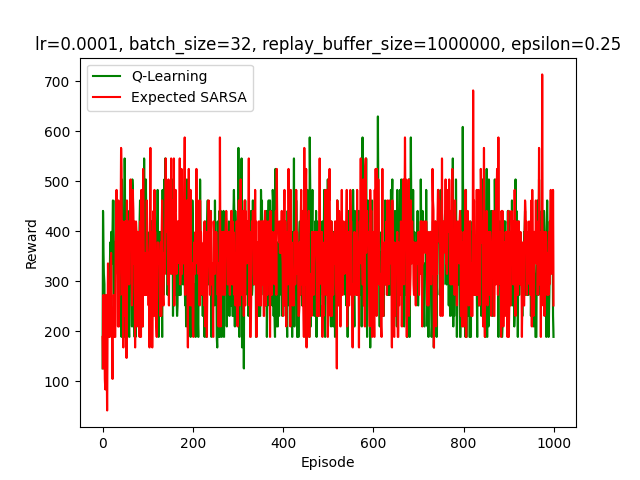 lr=0.0001, batch_size=32, replay_buffer_size=1000000, epsilon=0.25
Q-Learning
Expected SARSA
700
600
500
400
300
200
100
Reward
0
200
400
600
800
1000
Episode